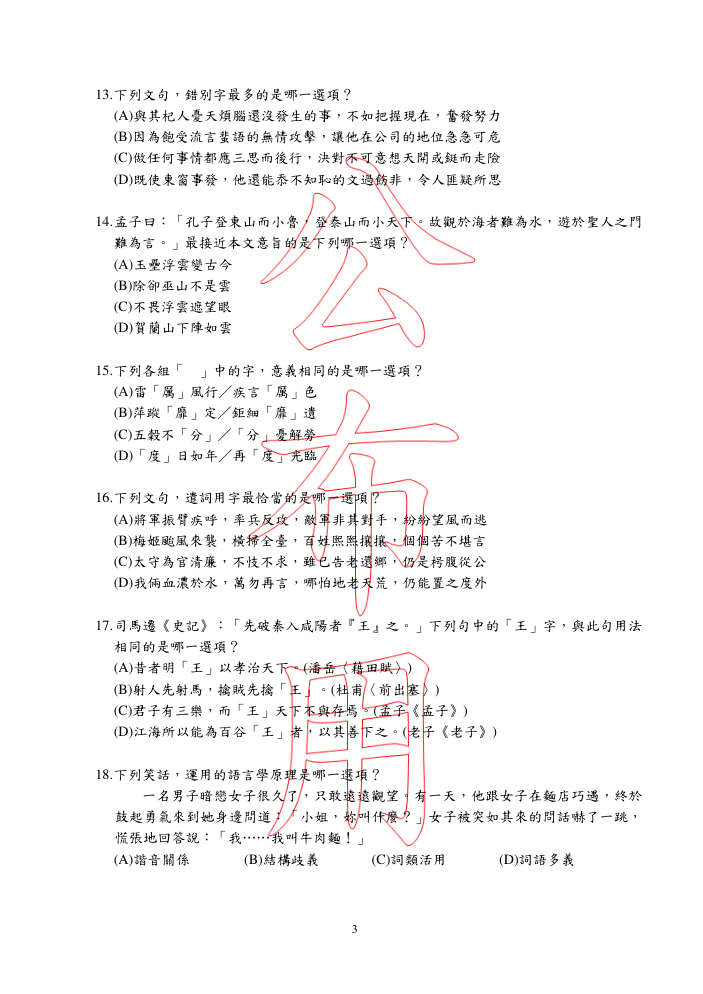 13.下列文句，錯別字最多的是哪一選項？
(A)與其杞人憂天煩腦還沒發生的事，不如把握現在，奮發努力
(B)因為飽受流言蜚語的無情攻擊，讓他在公司的地位急急可危
(C)做任何事情都應三思而後行，決對不可意想天開或鋌而走險
(D)既使東窗事發，他還能忝不知恥的文過飾非，令人匪疑所思
14.孟子曰：「孔子登東山而小魯，登泰山而小天下。故觀於海者難為水，遊於聖人之門
難為言。」最接近本文意旨的是下列哪一選項？
(A)玉壘浮雲變古今
(B)除卻巫山不是雲
(C)不畏浮雲遮望眼
(D)賀蘭山下陣如雲
15.下列各組「　」中的字，意義相同的是哪一選項？
(A)雷「厲」風行／疾言「厲」色
(B)萍蹤「靡」定／鉅細「靡」遺
(C)五穀不「分」／「分」憂解勞
(D)「度」日如年／再「度」光臨
16.下列文句，遣詞用字最恰當的是哪一選項？
(A)將軍振臂疾呼，率兵反攻，敵軍非其對手，紛紛望風而逃
(B)梅姬颱風來襲，橫掃全臺，百姓熙熙攘攘，個個苦不堪言
(C)太守為官清廉，不忮不求，雖已告老還鄉，仍是枵腹從公
(D)我倆血濃於水，萬勿再言，哪怕地老天荒，仍能置之度外
17.司馬遷《史記》：「先破秦入咸陽者『王』之。」下列句中的「王」字，與此句用法
相同的是哪一選項？
(A)昔者明「王」以孝治天下。(潘岳〈藉田賦〉)
(B)射人先射馬，擒賊先擒「王」。(杜甫〈前出塞〉)
(C)君子有三樂，而「王」天下不與存焉。(孟子《孟子》)
(D)江海所以能為百谷「王」者，以其善下之。(老子《老子》)
18.下列笑話，運用的語言學原理是哪一選項？
一名男子暗戀女子很久了，只敢遠遠觀望。有一天，他跟女子在麵店巧遇，終於
鼓起勇氣來到她身邊問道：「小姐，妳叫什麼？」女子被突如其來的問話嚇了一跳，
慌張地回答說：「我……我叫牛肉麵！」
(A)諧音關係 (B)結構歧義 (C)詞類活用 (D)詞語多義
3
公布用